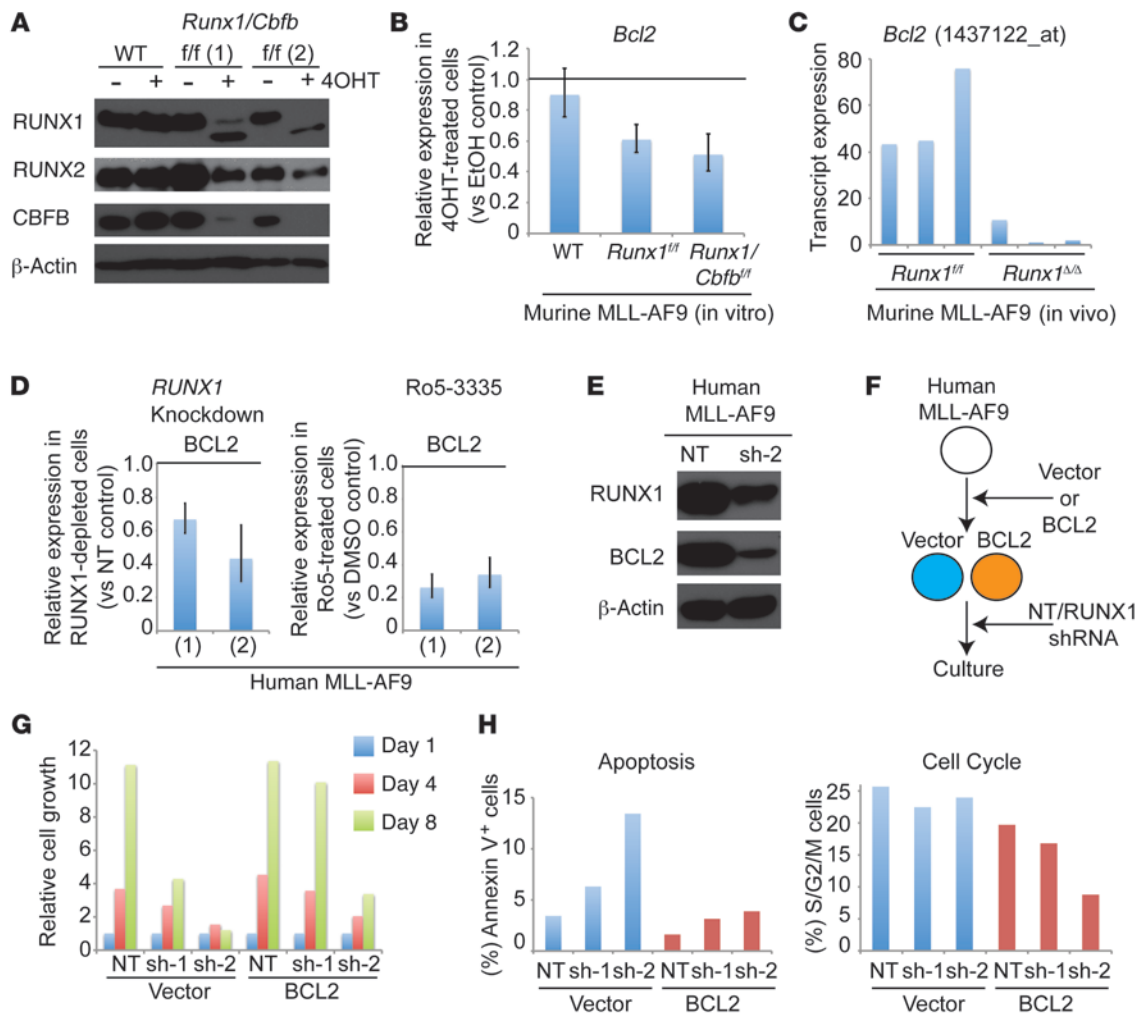 A
Runx1/Cbfb
WT f/f (1) f/f (2)
– + – + – + 4OHT
RUNX1
RUNX2
CBFB
β-Actin
B
Bcl2
Relative expression in
4OHT-treated cells
(vs EtOH control)
1.2
1.0
0.8
0.6
0.4
0.2
0
WT Runx1f/f Runx1/
Cbfbf/f
Murine MLL-AF9 (in vitro)
C
Bcl2 (1437122_at)
Transcript expression
80
60
40
20
0
Runx1f/f Runx1Δ/Δ
Murine MLL-AF9 (in vivo)
D
RUNX1
Knockdown
BCL2
Relative expression in
RUNX1-depleted cells
(vs NT control)
1.0
0.8
0.6
0.4
0.2
0
(1) (2)
Ro5-3335
BCL2
Relative expression in
Ro5-treated cells
(vs DMSO control)
1.0
0.8
0.6
0.4
0.2
0
(1) (2)
Human MLL-AF9
E
Human
MLL-AF9
NT sh-2
RUNX1
BCL2
β-Actin
F
Human
MLL-AF9
Vector
or
BCL2
Vector BCL2
NT/RUNX1
shRNA
Culture
G
Relative cell growth
12
10
8
6
4
2
0
Day 1
Day 4
Day 8
NT sh-1 sh-2 NT sh-1 sh-2
Vector BCL2
H
Apoptosis
(%) Annexin V+ cells
15
10
5
0
NT sh-1 sh-2 NT sh-1 sh-2
Vector BCL2
Cell Cycle
(%) S/G2/M cells
25
20
15
10
25
0
NT sh-1 sh-2 NT sh-1 sh-2
Vector BCL2